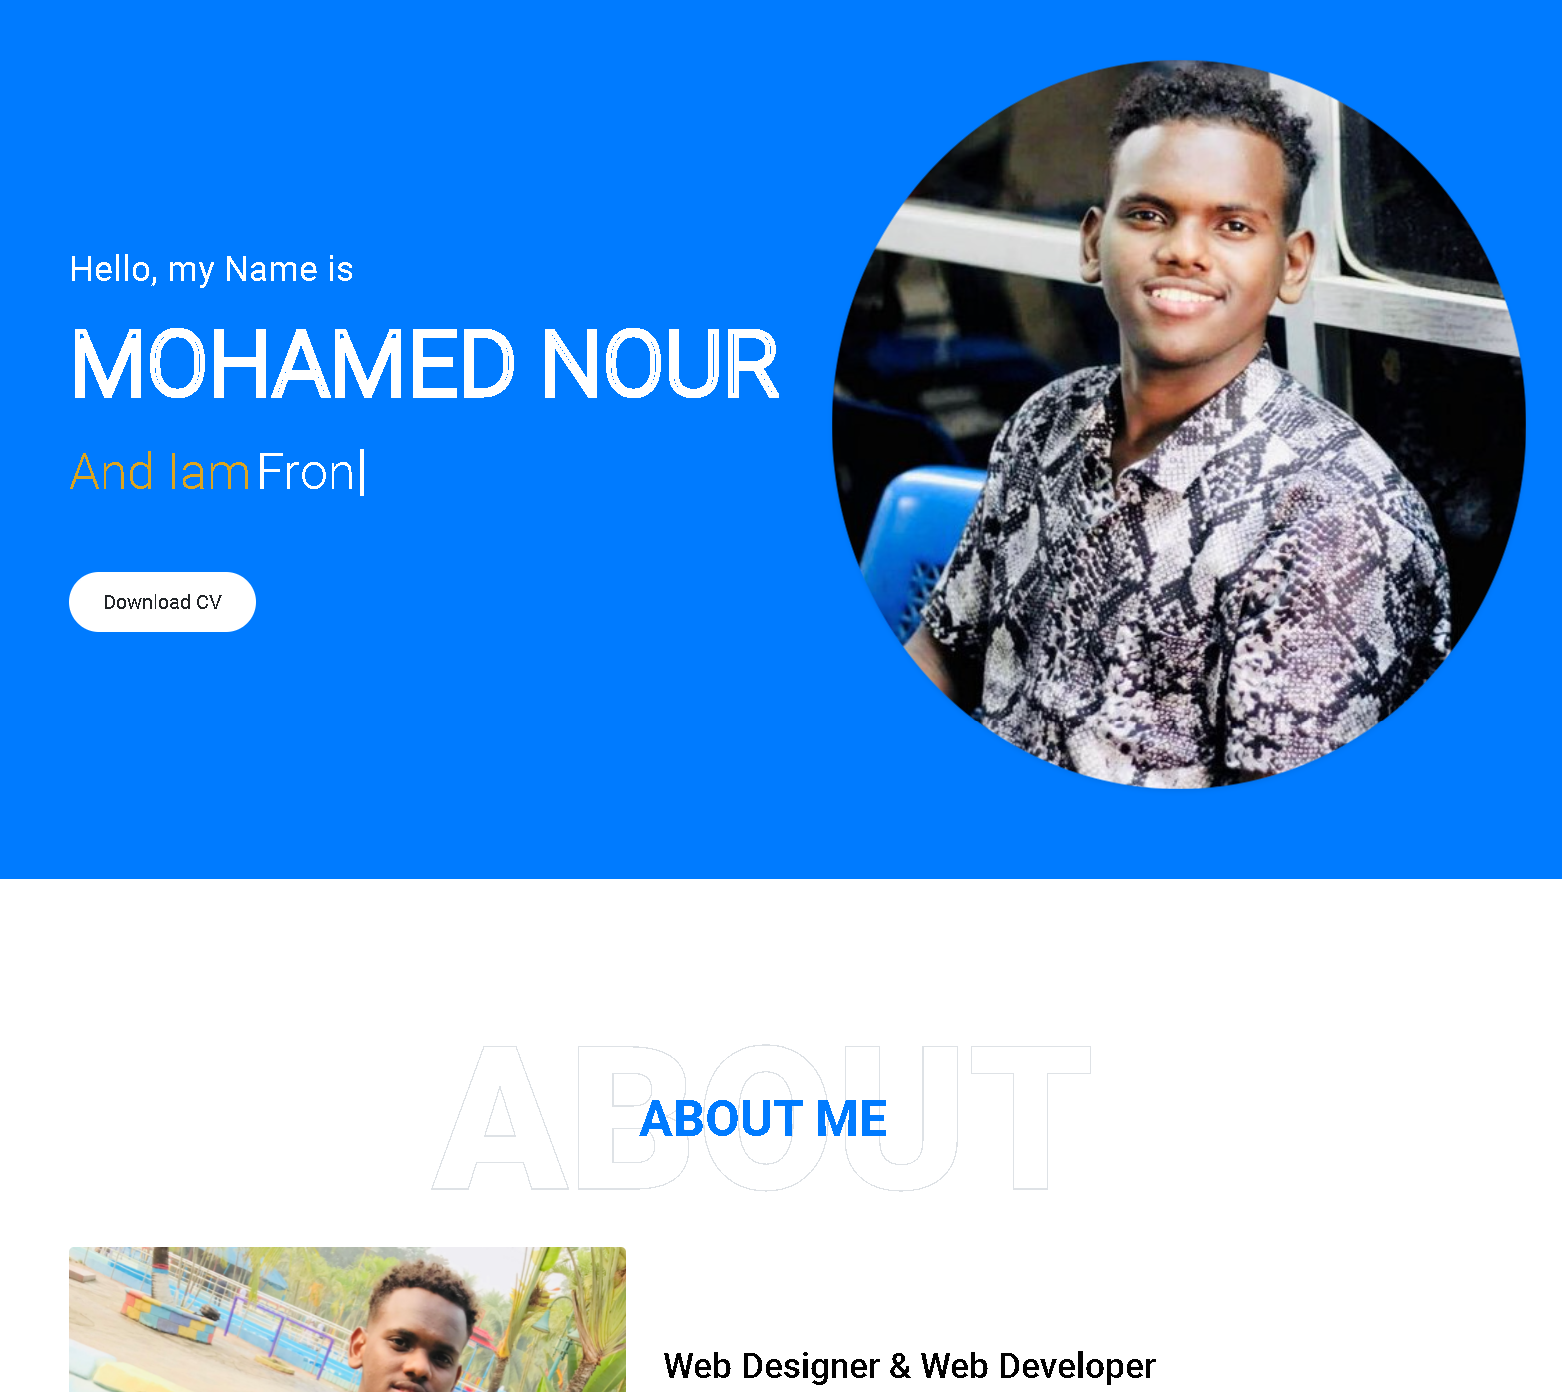 Hello, my Name is
MOHAMED NOUR
And Iam Fron|
Download CV
ABOUT
ABOUT ME
Web Designer & Web Developer